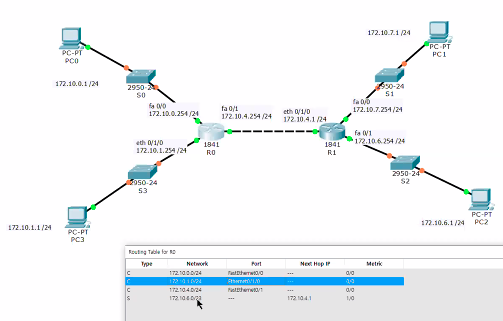 172.10.7.1 /24
PC-PT
PC0
PC-PT
PC1
2950-24
S0
2950-24
S1
172.10.0.1 /24
fa 0/0
172.10.0.254 /24
fa 0/1
172.10.4.254 /24
eth 0/1/0
172.10.4.1 /24
fa 0/0
172.10.7.254 /24
eth 0/1/0
172.10.1.254 /24
1841
R0
1841
R1
fa 0/1
172.10.6.254 /24
2950-24
S3
2950-24
S2
172.10.1.1 /24
PC-PT
PC3
172.10.6.1 /24
PC-PT
PC2
Routing Table for R0
Type Network Port Next Hop IP Metric
C 172.10.0.0/24 FastEthernet0/0 --- 0/0
C 172.10.1.0/24 Ethernet0/1/0 --- 0/0
C 172.10.4.0/24 FastEthernet0/1 --- 0/0
S --- 172.10.4.1 1/0